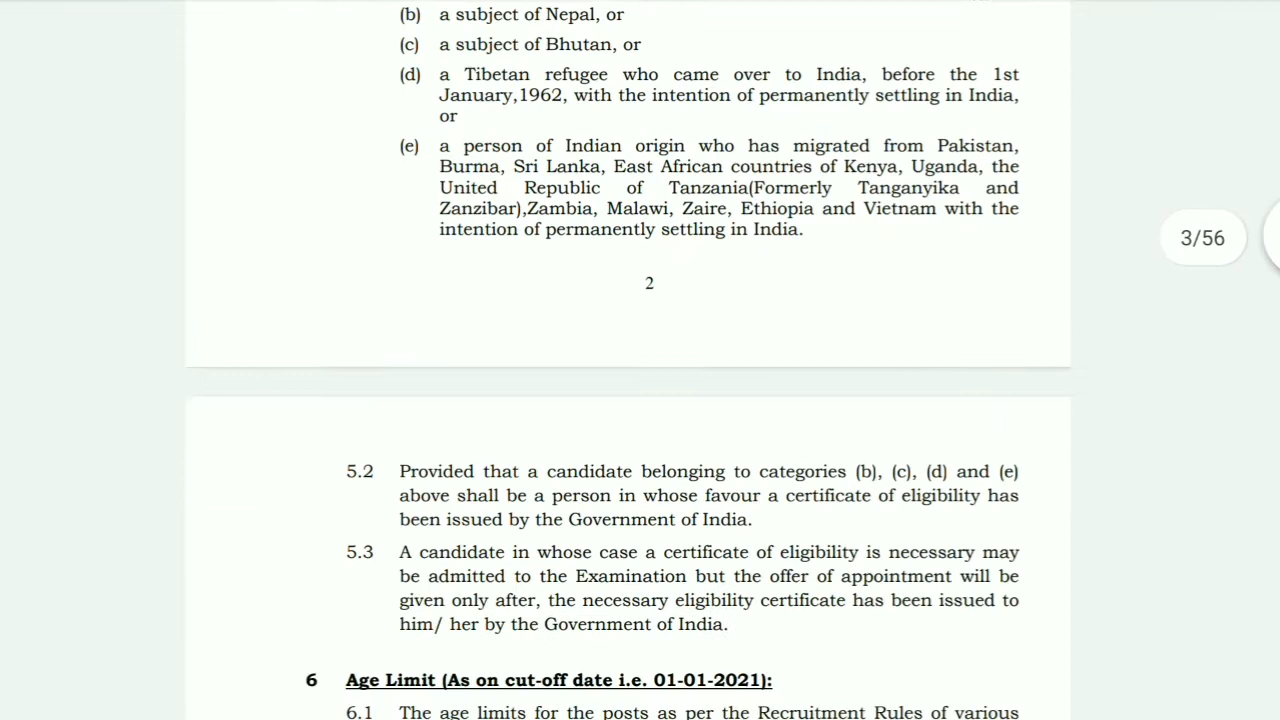 (b) a subject of Nepal, or
(c) a subject of Bhutan, or
(d) a Tibetan refugee who came over to India, before the 1st
January,1962, with the intention of permanently settling in India,
or
(e) a person of Indian origin who has migrated from Pakistan,
Burma, Sri Lanka, East African countries of Kenya, Uganda, the
United Republic of Tanzania(Formerly Tanganyika and
Zanzibar),Zambia, Malawi, Zaire, Ethiopia and Vietnam with the
intention of permanently settling in India.
3/56
2
5.2 Provided that a candidate belonging to categories (b), (c), (d) and (e)
above shall be a person in whose favour a certificate of eligibility has
been issued by the Government of India.
5.3 A candidate in whose case a certificate of eligibility is necessary may
be admitted to the Examination but the offer of appointment will be
given only after, the necessary eligibility certificate has been issued to
him/ her by the Government of India.
6 Age Limit (As on cut-off date i.e. 01-01-2021):
6.1 The age limits for the posts as per the Recruitment Rules of various